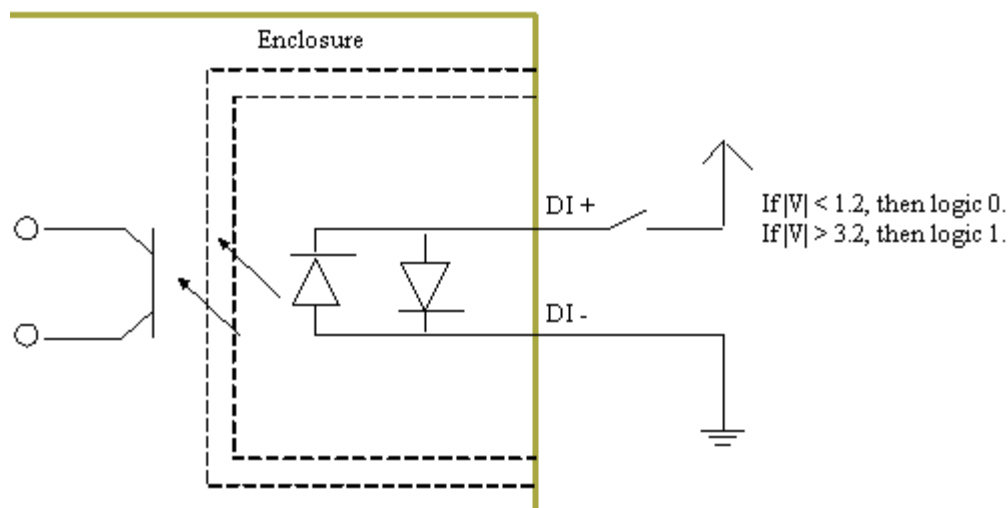 Enclosure
DI +
If |V| < 1.2, then logic 0.
If |V| > 3.2, then logic 1.
DI -